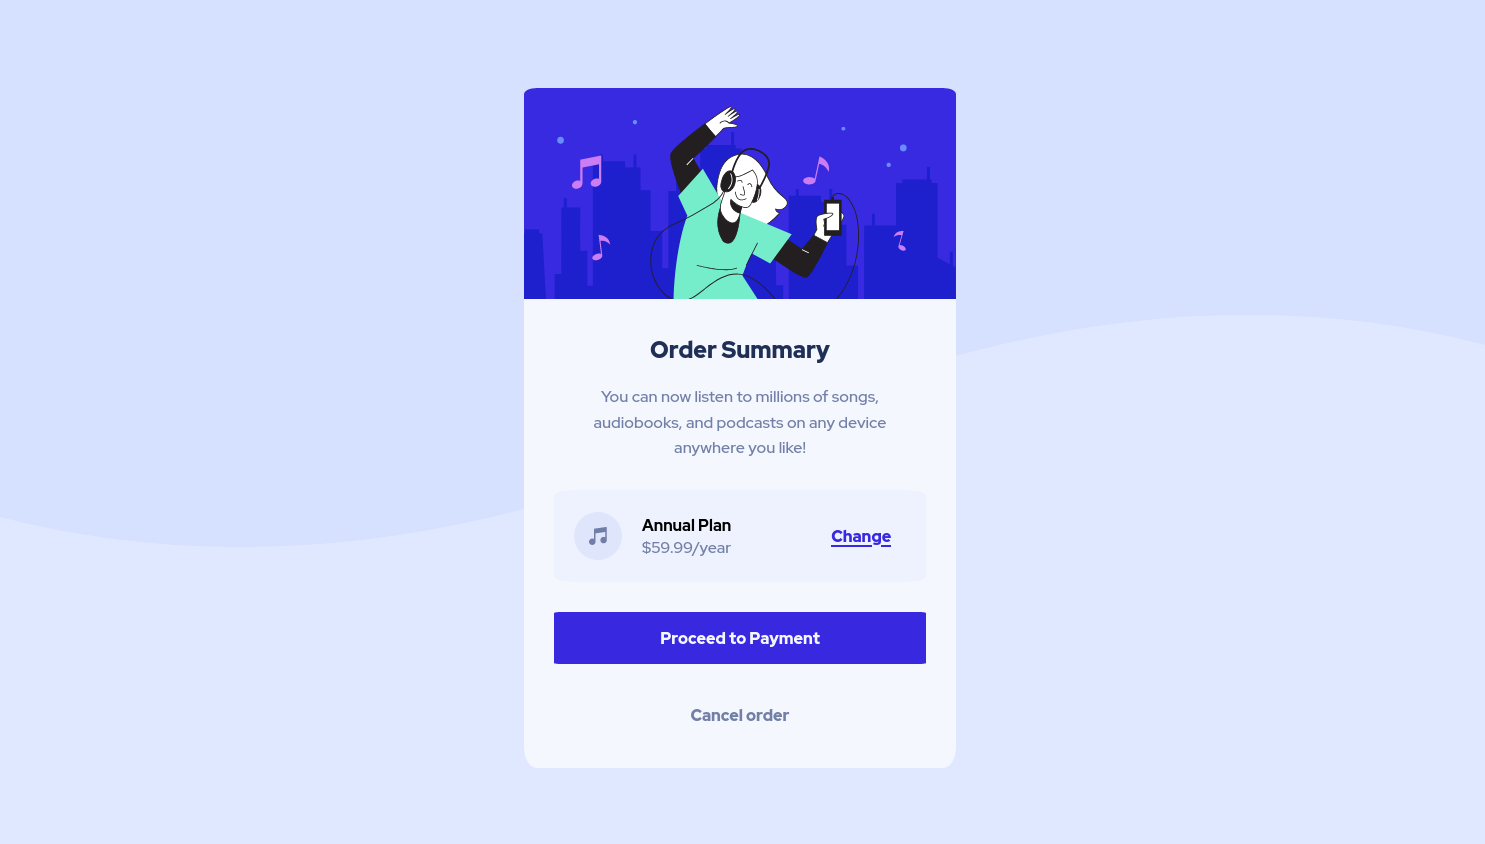 Order Summary
You can now listen to millions of songs,
audiobooks, and podcasts on any device
anywhere you like!
Annual Plan
$59.99/year
Change
Proceed to Payment
Cancel order